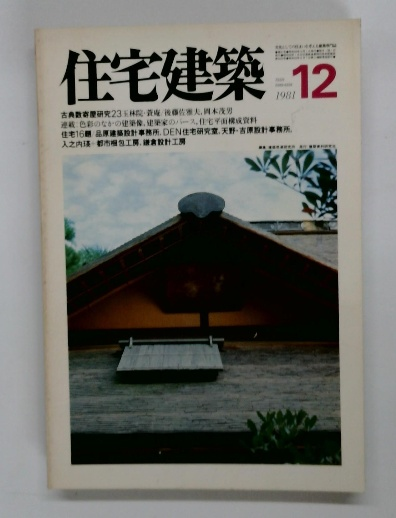 住宅建築
1981 12
古典数寄屋研究23玉林院・蓑庵/後藤佐雅夫、岡本茂男
連載/色彩のなかの建築像、建築家のパース、住宅平面構成資料
住宅16題/品原建築設計事務所、DEN住宅研究室、天野・吉原設計事務所、
入之内瑛+都市梱包工房、鎌倉設計工房